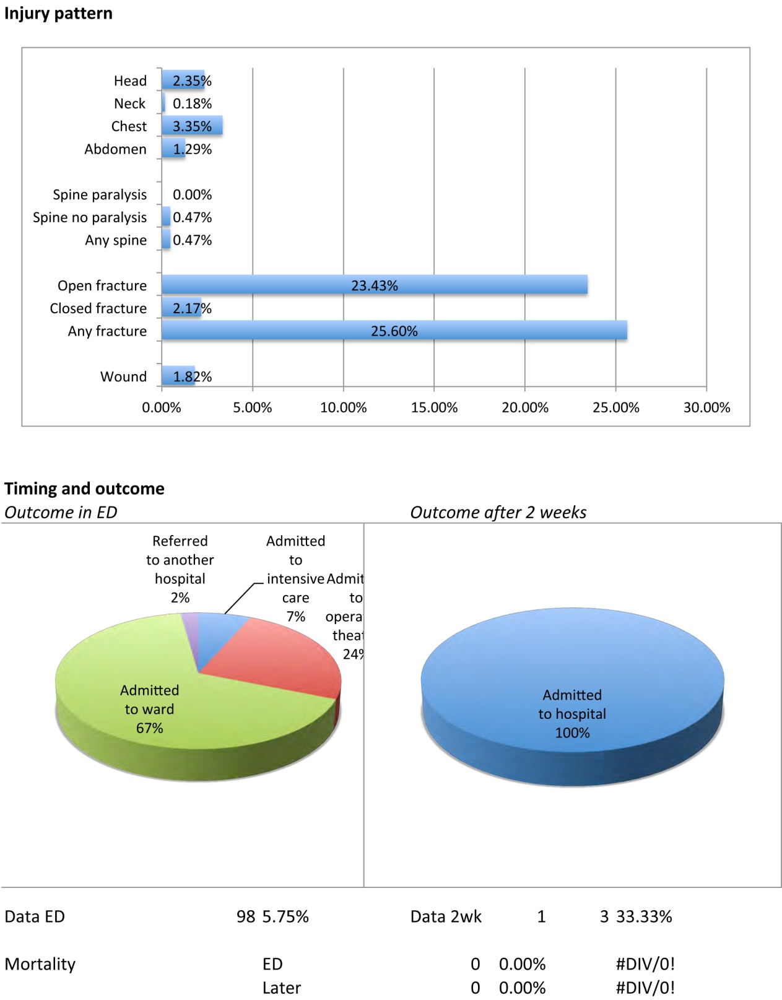 Injury pattern
Head 2.35%
Neck 0.18%
Chest 3.35%
Abdomen 1.29%
Spine paralysis 0.00%
Spine no paralysis 0.47%
Any spine 0.47%
Open fracture 23.43%
Closed fracture 2.17%
Any fracture 25.60%
Wound 1.82%
0.00% 5.00% 10.00% 15.00% 20.00% 25.00% 30.00%
Timing and outcome
Outcome in ED
Referred
to another
hospital
2%
Admitted
to
intensive
care
7%
Admit
to
opera
theat
24%
Admitted
to ward
67%
Outcome after 2 weeks
Admitted
to hospital
100%
Data ED 98 5.75% Data 2wk 1 3 33.33%
Mortality ED 0 0.00% #DIV/0!
Later 0 0.00% #DIV/0!